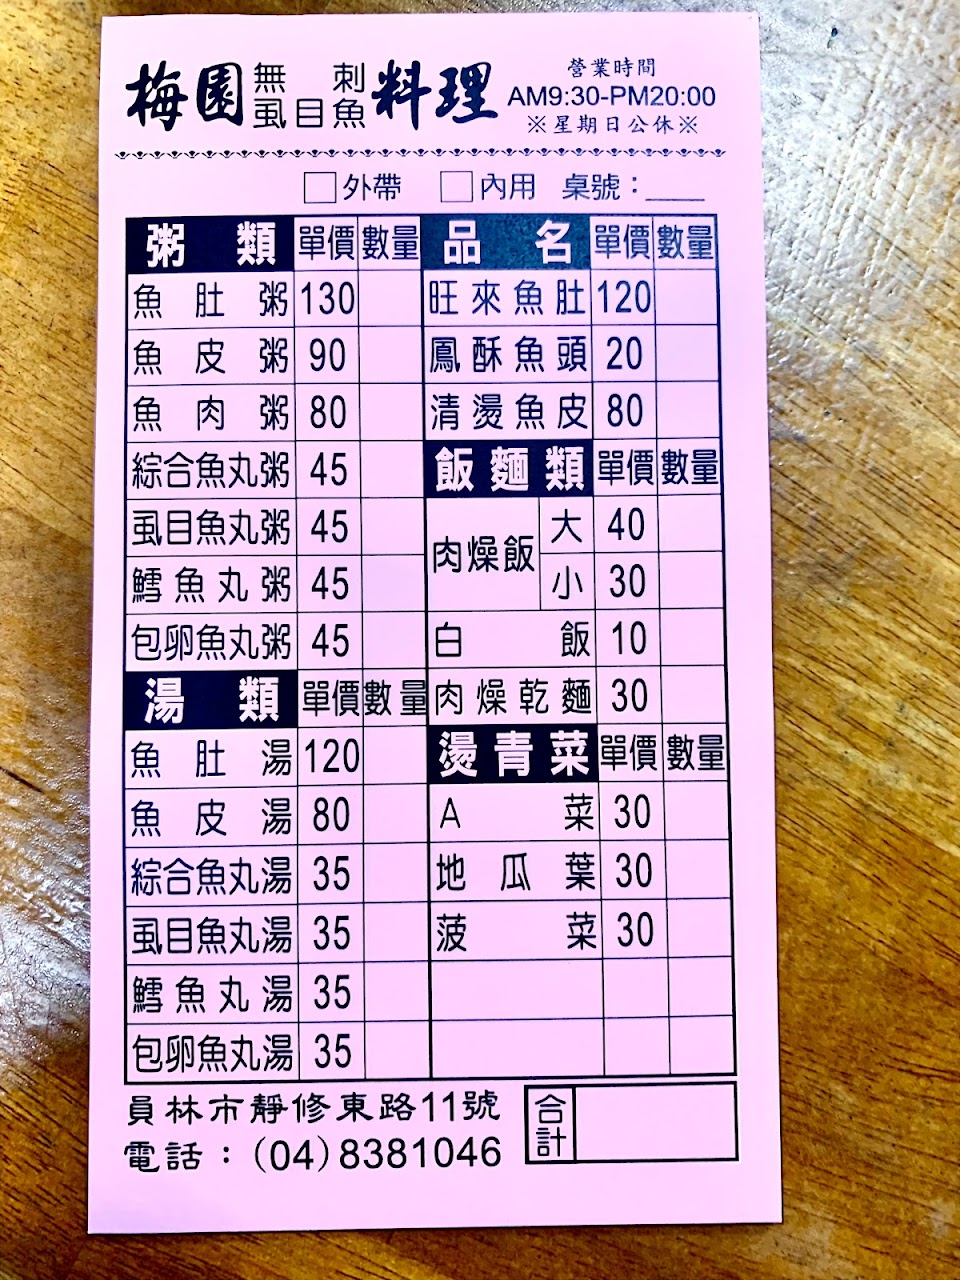 梅園無刺虱目魚料理
營業時間
AM9:30-PM20:00
※星期日公休※
□外帶 □內用 桌號：____
粥類 單價 數量
魚肚粥 130
魚皮粥 90
魚肉粥 80
綜合魚丸粥 45
虱目魚丸粥 45
鱈魚丸粥 45
包卵魚丸粥 45
湯類 單價 數量
魚肚湯 120
魚皮湯 80
綜合魚丸湯 35
虱目魚丸湯 35
鱈魚丸湯 35
包卵魚丸湯 35
品名 單價 數量
旺來魚肚 120
鳳酥魚頭 20
清燙魚皮 80
飯麵類 單價 數量
肉燥飯 大 40
小 30
白飯 10
肉燥乾麵 30
燙青菜 單價 數量
A菜 30
地瓜葉 30
菠菜 30
員林市靜修東路11號
電話：(04)8381046
合計